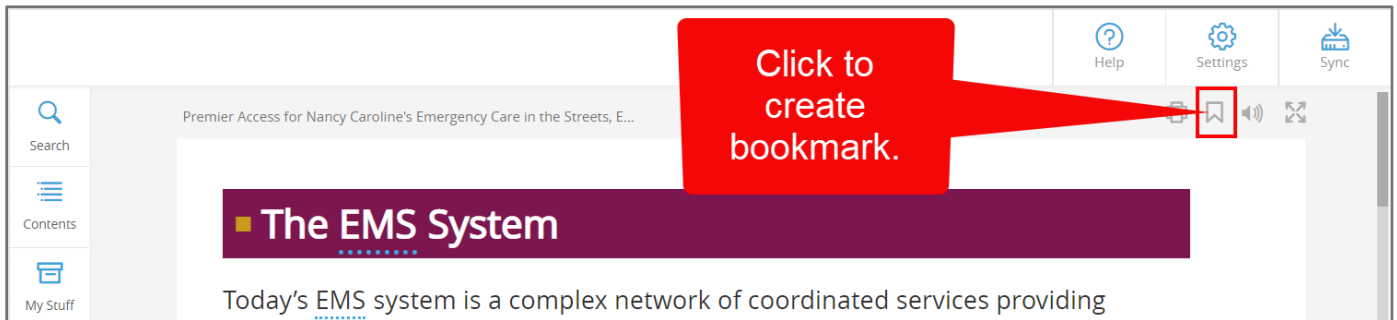 Help
Settings
Sync
Click to
create
bookmark.
Search
Contents
My Stuff
Premier Access for Nancy Caroline's Emergency Care in the Streets, E...
The EMS System
Today’s EMS system is a complex network of coordinated services providing